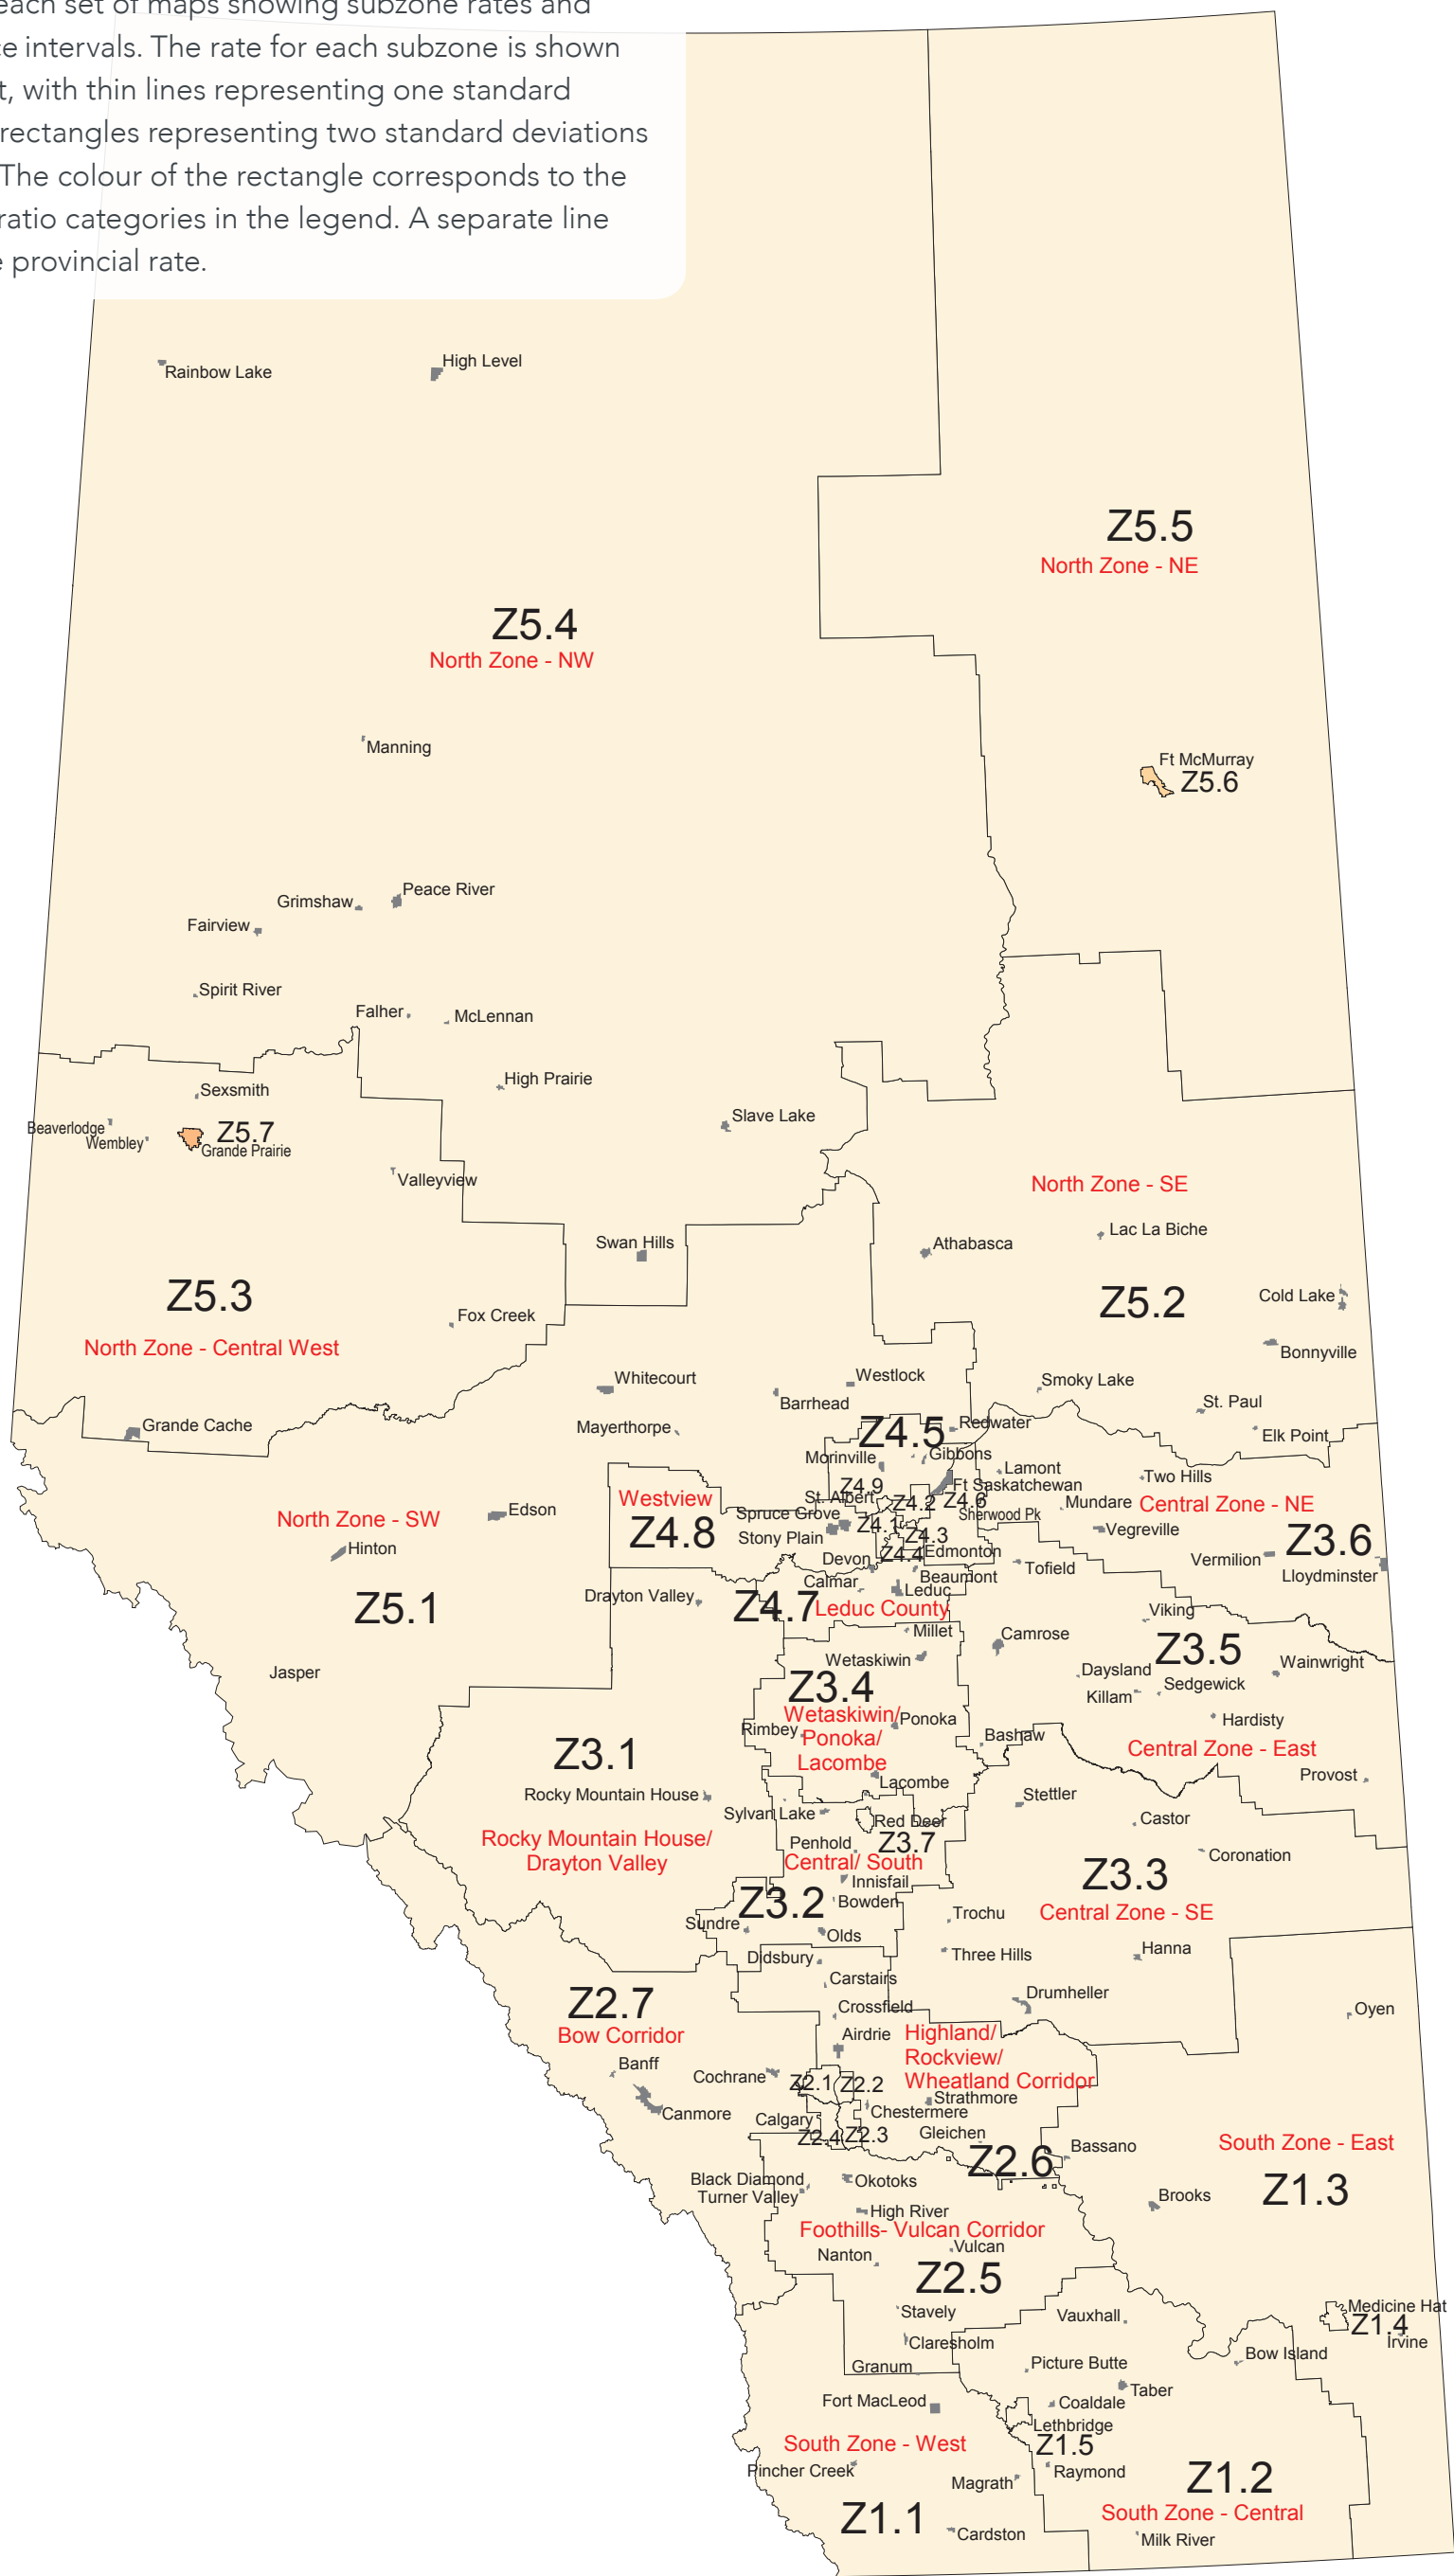 each set of maps showing subzone rates and
e intervals. The rate for each subzone is shown
t, with thin lines representing one standard
rectangles representing two standard deviations
The colour of the rectangle corresponds to the
ratio categories in the legend. A separate line
provincial rate.
Rainbow Lake
High Level
Z5.5
North Zone - NE
Z5.4
North Zone - NW
Manning
Ft McMurray
Z5.6
Peace River
Grimshaw
Fairview
Spirit River
Falher
McLennan
High Prairie
Sexsmith
Slave Lake
Beaverlodge
Wembley
Z5.7
Grande Prairie
Valleyview
North Zone - SE
Lac La Biche
Athabasca
Swan Hills
Z5.3
North Zone - Central West
Z5.2
Cold Lake
Fox Creek
Bonnyville
Whitecourt
Westlock
Smoky Lake
Barrhead
St. Paul
Grande Cache
Mayerthorpe
Z4.5
Redwater
Elk Point
Morinville
Gibbons
Lamont
Two Hills
Z4.9
Ft Saskatchewan
St. Albert
Z4.2
Z4.6
Mundare
Central Zone - NE
Westview
Z4.8
North Zone - SW
Edson
Spruce Grove
Sherwood Pk
Stony Plain
Z4.1
Z4.3
Vegreville
Z3.6
Hinton
Devon
Z4.4
Edmonton
Vermilion
Tofield
Lloydminster
Calmar
Beaumont
Leduc
Drayton Valley
Z5.1
Z4.7
Leduc County
Viking
Millet
Camrose
Z3.5
Wetaskiwin
Wainwright
Jasper
Daysland
Z3.4
Sedgewick
Killam
Wetaskiwin/
Ponoka/
Lacombe
Ponoka
Rimbey
Hardisty
Bashaw
Z3.1
Central Zone - East
Provost
Lacombe
Rocky Mountain House
Stettler
Sylvan Lake
Red Deer
Castor
Rocky Mountain House/
Drayton Valley
Penhold
Z3.7
Central/ South
Coronation
Z3.3
Innisfail
Z3.2
Bowden
Central Zone - SE
Trochu
Sundre
Olds
Hanna
Three Hills
Didsbury
Carstairs
Drumheller
Z2.7
Crossfield
Oyen
Bow Corridor
Airdrie
Highland/
Rockview/
Wheatland Corridor
Banff
Cochrane
Z2.1
Z2.2
Strathmore
Canmore
Chestermere
Calgary
Z2.4
Z2.3
Gleichen
South Zone - East
Bassano
Z2.6
Black Diamond
Okotoks
Z1.3
Turner Valley
Brooks
High River
Foothills- Vulcan Corridor
Vulcan
Nanton
Z2.5
Stavely
Vauxhall
Medicine Hat
Z1.4
Irvine
Claresholm
Bow Island
Granum
Picture Butte
Taber
Fort MacLeod
Coaldale
Lethbridge
South Zone - West
Z1.5
Pincher Creek
Raymond
Magrath
Z1.2
South Zone - Central
Z1.1
Cardston
Milk River